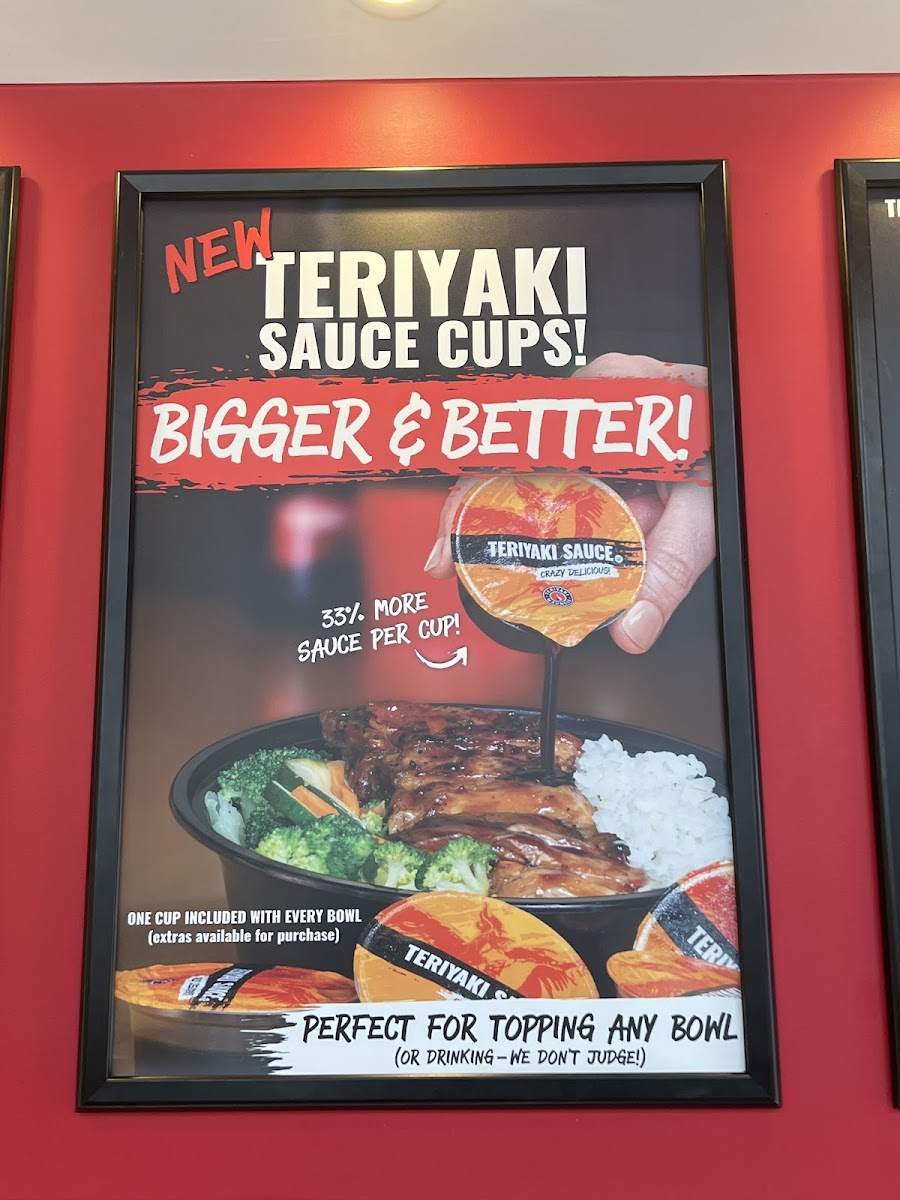 NEW
TERIYAKI
SAUCE CUPS!
BIGGER & BETTER!
TERIYAKI SAUCE
CRAZY DELICIOUS!
33% MORE
SAUCE PER CUP!
ONE CUP INCLUDED WITH EVERY BOWL
(extras available for purchase)
TERIYAKI S
TERIY
PERFECT FOR TOPPING ANY BOWL
(OR DRINKING—WE DON'T JUDGE!)